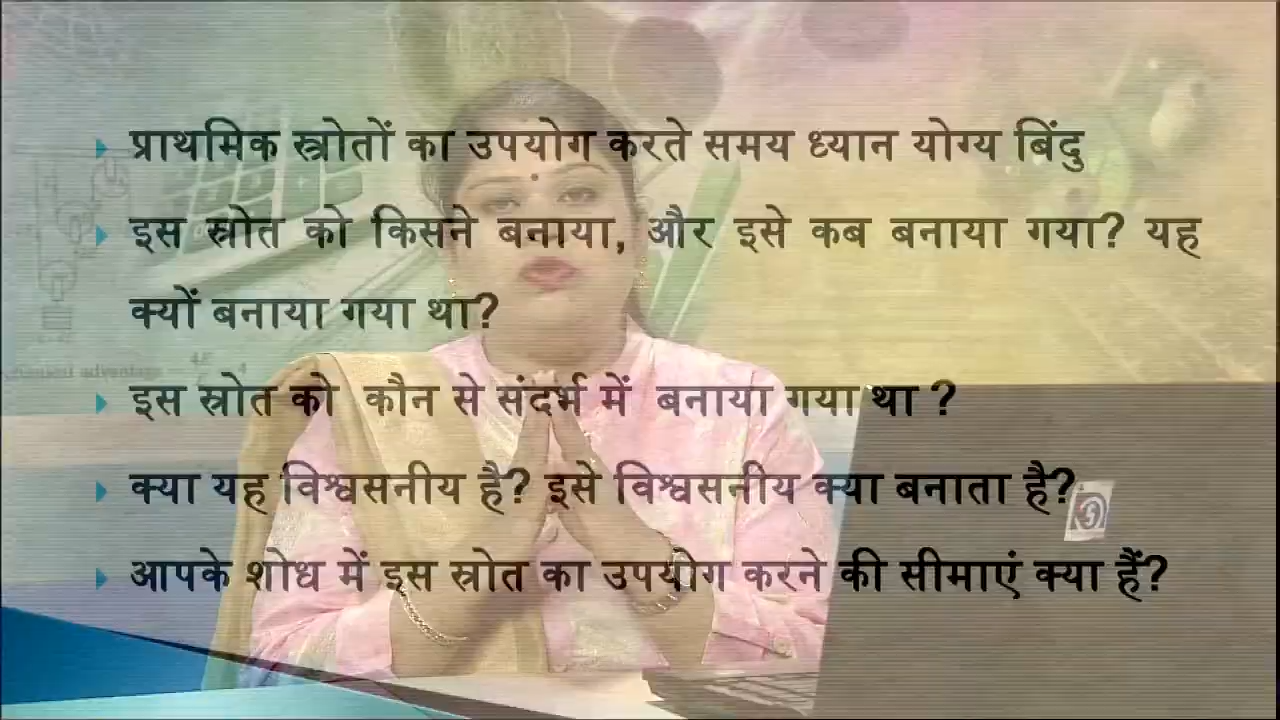 प्राथमिक स्त्रोतों का उपयोग करते समय ध्यान योग्य बिंदु
इस स्रोत को किसने बनाया, और इसे कब बनाया गया? यह
क्यों बनाया गया था?
इस स्रोत को कौन से संदर्भ में बनाया गया था ?
क्या यह विश्वसनीय है? इसे विश्वसनीय क्या बनाता है?
आपके शोध में इस स्रोत का उपयोग करने की सीमाएं क्या हैं?